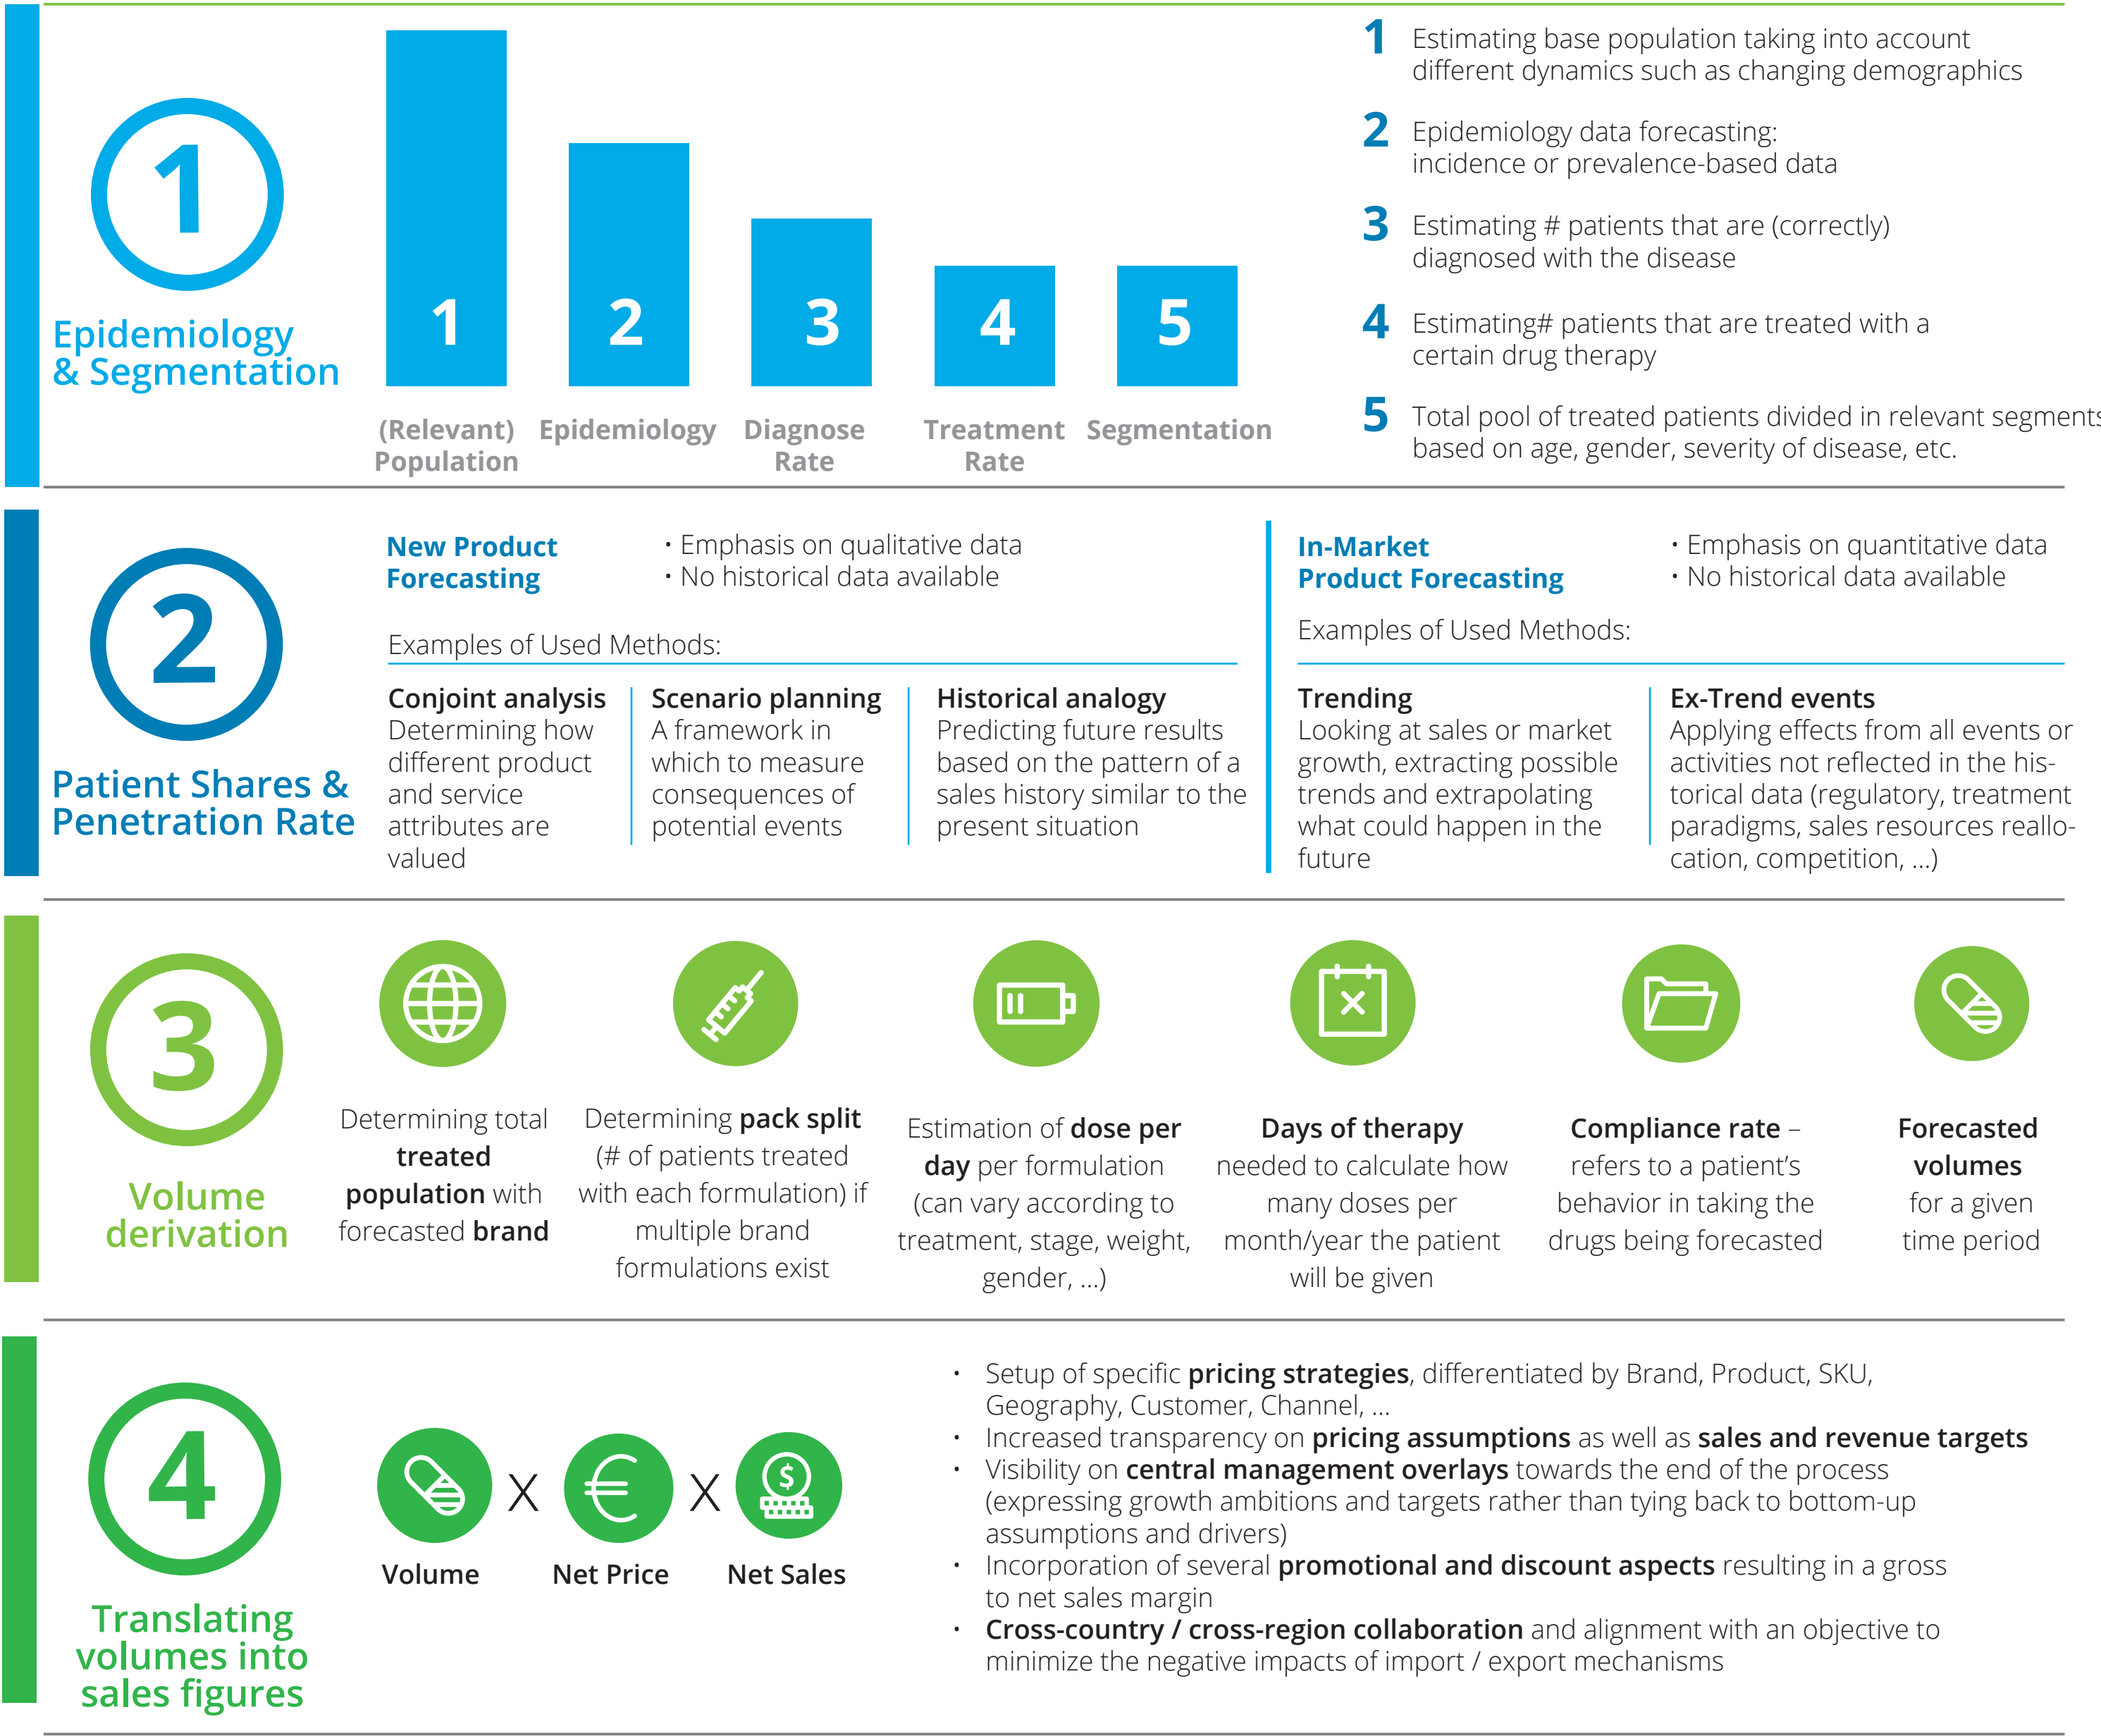 1
Epidemiology
& Segmentation
1
2
3
4
5
(Relevant)
Population
Epidemiology
Diagnose
Rate
Treatment
Rate
Segmentation
1 Estimating base population taking into account
different dynamics such as changing demographics
2 Epidemiology data forecasting:
incidence or prevalence-based data
3 Estimating # patients that are (correctly)
diagnosed with the disease
4 Estimating# patients that are treated with a
certain drug therapy
5 Total pool of treated patients divided in relevant segments
based on age, gender, severity of disease, etc.
2
Patient Shares &
Penetration Rate
New Product
Forecasting
• Emphasis on qualitative data
• No historical data available
Examples of Used Methods:
Conjoint analysis
Determining how
different product
and service
attributes are
valued
Scenario planning
A framework in
which to measure
consequences of
potential events
Historical analogy
Predicting future results
based on the pattern of a
sales history similar to the
present situation
In-Market
Product Forecasting
• Emphasis on quantitative data
• No historical data available
Examples of Used Methods:
Trending
Looking at sales or market
growth, extracting possible
trends and extrapolating
what could happen in the
future
Ex-Trend events
Applying effects from all events or
activities not reflected in the his-
torical data (regulatory, treatment
paradigms, sales resources reallo-
cation, competition, ...)
3
Volume
derivation
Determining total
treated
population with
forecasted brand
Determining pack split
(# of patients treated
with each formulation) if
multiple brand
formulations exist
Estimation of dose per
day per formulation
(can vary according to
treatment, stage, weight,
gender, ...)
Days of therapy
needed to calculate how
many doses per
month/year the patient
will be given
Compliance rate –
refers to a patient’s
behavior in taking the
drugs being forecasted
Forecasted
volumes
for a given
time period
4
Translating
volumes into
sales figures
X € X $
Volume
Net Price
Net Sales
• Setup of specific pricing strategies, differentiated by Brand, Product, SKU,
Geography, Customer, Channel, ...
• Increased transparency on pricing assumptions as well as sales and revenue targets
• Visibility on central management overlays towards the end of the process
(expressing growth ambitions and targets rather than tying back to bottom-up
assumptions and drivers)
• Incorporation of several promotional and discount aspects resulting in a gross
to net sales margin
• Cross-country / cross-region collaboration and alignment with an objective to
minimize the negative impacts of import / export mechanisms